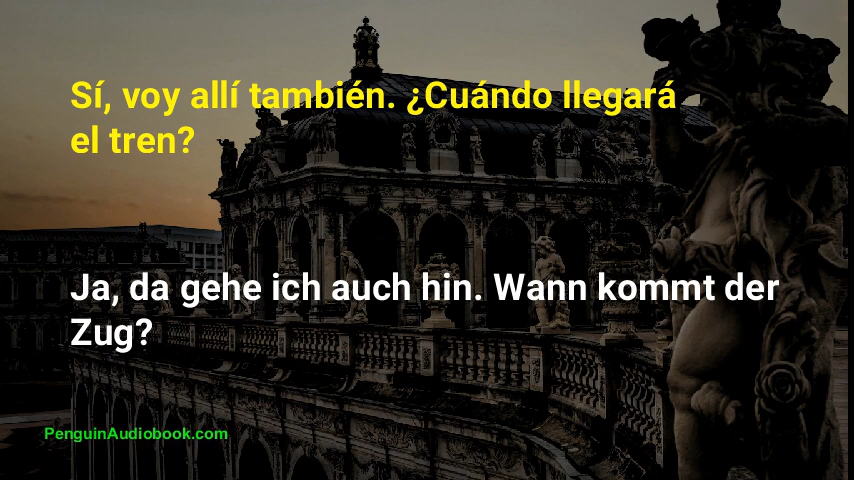 Sí, voy allí también. ¿Cuándo llegará
el tren?
Ja, da gehe ich auch hin. Wann kommt der
Zug?
PenguinAudiobook.com